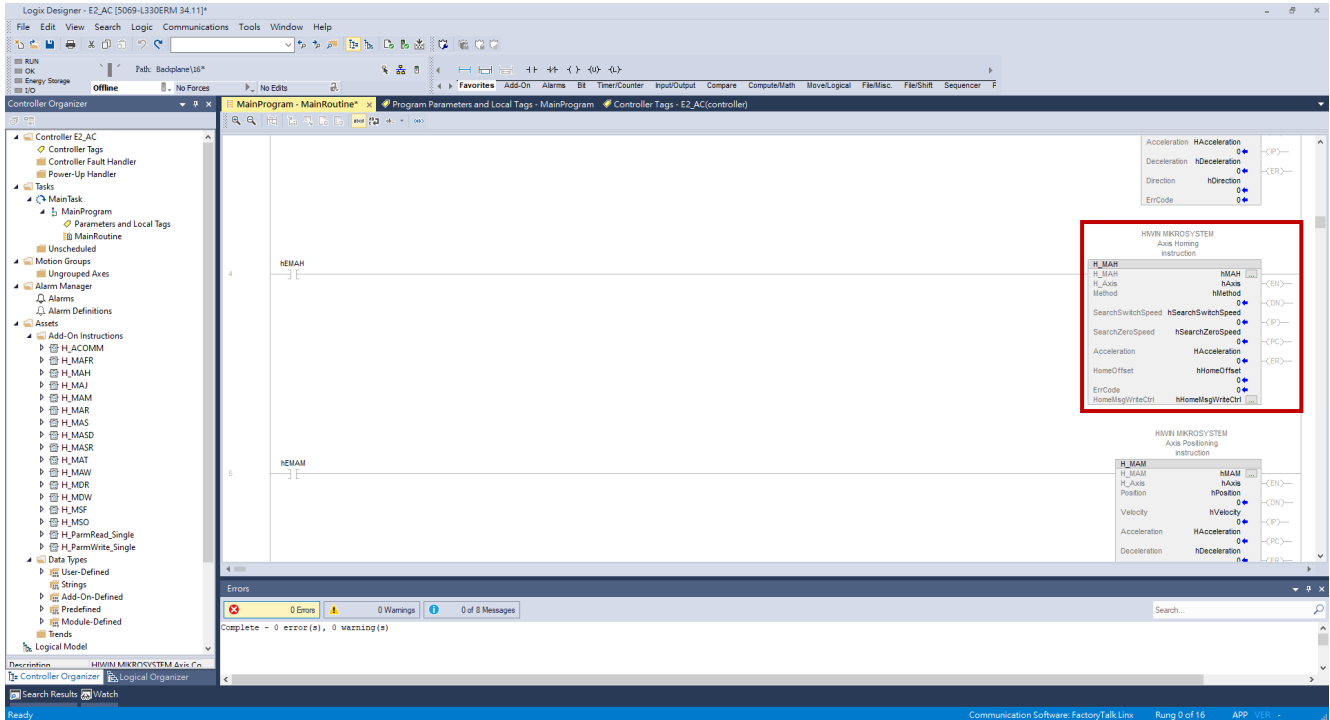 Logix Designer - E2_AC [5069-L330ERM 34.11]*
File Edit View Search Logic Communications Tools Window Help
RUN
OK
Energy Storage
I/O
Path: Backplane\16*
Offline
No Forces
No Edits
Favorites Add-On Alarms Bit Timer/Counter Input/Output Compare Compute/Math Move/Logical File/Misc. File/Shift Sequencer
Controller Organizer
MainProgram - MainRoutine*
Program Parameters and Local Tags - MainProgram
Controller Tags - E2_AC(controller)
Controller E2_AC
Controller Tags
Controller Fault Handler
Power-Up Handler
Tasks
MainTask
MainProgram
Parameters and Local Tags
MainRoutine
Unscheduled
Motion Groups
Ungrouped Axes
Alarm Manager
Alarms
Alarm Definitions
Assets
Add-On Instructions
H_ACOMM
H_MAFR
H_MAH
H_MAJ
H_MAM
H_MAR
H_MAS
H_MASD
H_MASR
H_MAT
H_MAW
H_MDR
H_MDW
H_MSF
H_MSO
H_ParmRead_Single
H_ParmWrite_Single
Data Types
User-Defined
Strings
Add-On-Defined
Predefined
Module-Defined
Trends
Logical Model
Description HIWIN MIKROSYSTEM Axis Co
Controller Organizer
Logical Organizer
Acceleration HAcceleration
0
(IP)
Deceleration hDeceleration
0
(ER)
Direction hDirection
0
ErrCode 0
HIWIN MIKROSYSTEM
Axis Homing
instruction
4
hEMAH
H_MAH
H_MAH hMAH ...
H_Axis hAxis
(EN)
Method hMethod
0
(DN)
SearchSwitchSpeed hSearchSwitchSpeed
0
(IP)
SearchZeroSpeed hSearchZeroSpeed
0
(PC)
Acceleration HAcceleration
0
(ER)
HomeOffset hHomeOffset
0
ErrCode 0
HomeMsgWriteCtrl hHomeMsgWriteCtrl ...
HIWIN MIKROSYSTEM
Axis Positioning
instruction
5
hEMAM
H_MAM
H_MAM hMAM ...
H_Axis hAxis
(EN)
Position hPosition
0
(DN)
Velocity hVelocity
0
(IP)
Acceleration HAcceleration
0
(PC)
Deceleration hDeceleration
0
(ER)
Errors
0 Errors
0 Warnings
0 of 8 Messages
Search...
Complete - 0 error(s), 0 warning(s)
Search Results
Watch
Ready
Communication Software: FactoryTalk Linx
Rung 0 of 16
APP
VER